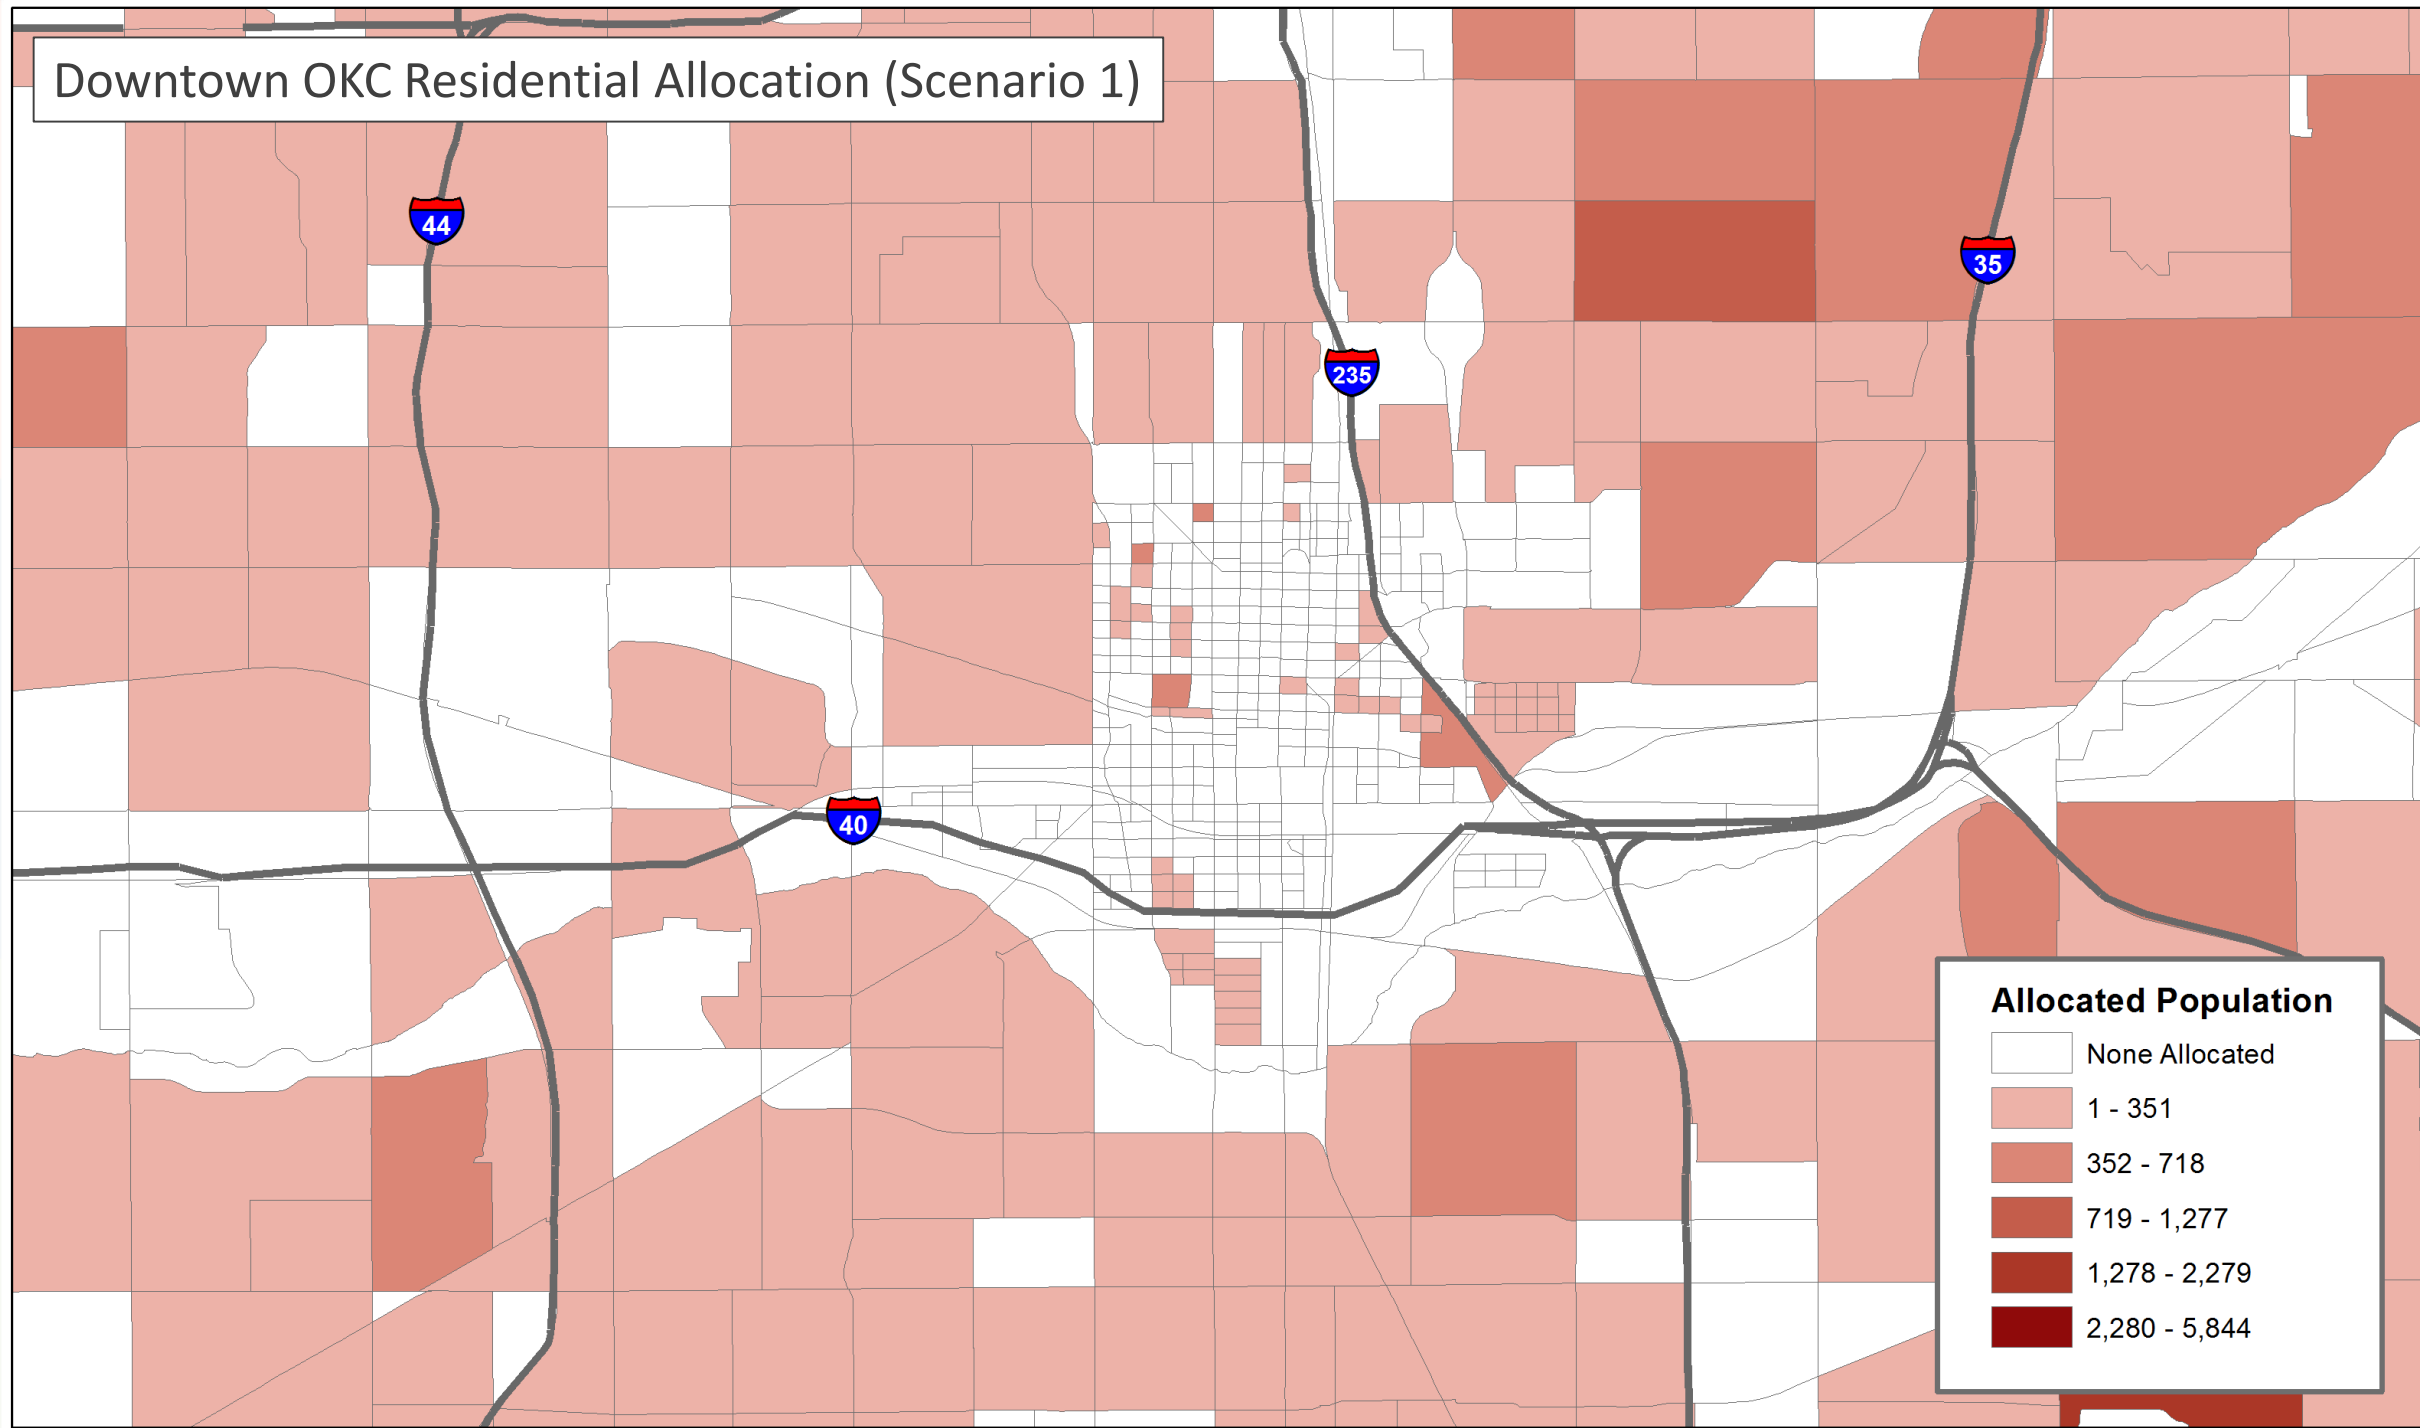 Downtown OKC Residential Allocation (Scenario 1)
44
35
235
40
Allocated Population
None Allocated
1 - 351
352 - 718
719 - 1,277
1,278 - 2,279
2,280 - 5,844